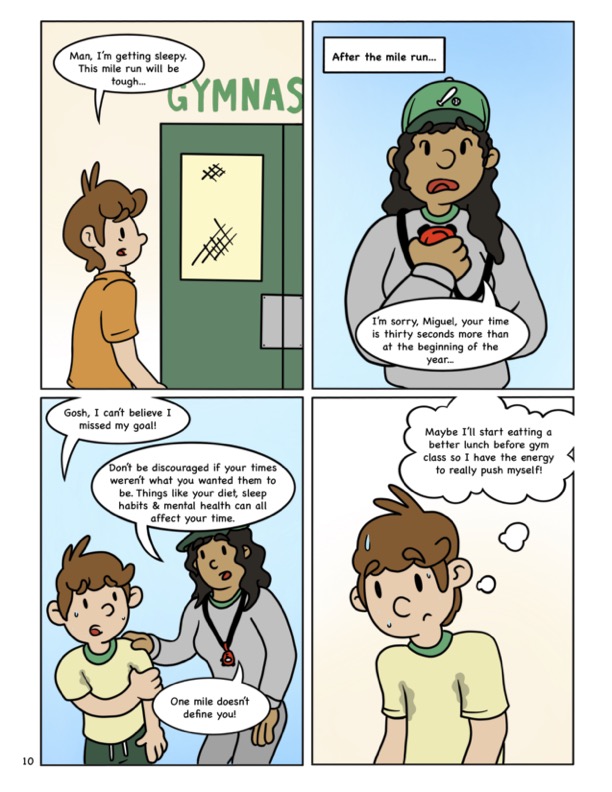 Man, I'm getting sleepy.
This mile run will be
tough...
GYMNAS
After the mile run...
I'm sorry, Miguel, your time
is thirty seconds more than
at the beginning of the
year...
Gosh, I can't believe I
missed my goal!
Don't be discouraged if your times
weren't what you wanted them to
be. Things like your diet, sleep
habits & mental health can all
affect your time.
One mile doesn't
define you!
Maybe I'll start eatting a
better lunch before gym
class so I have the energy
to really push myself!
10